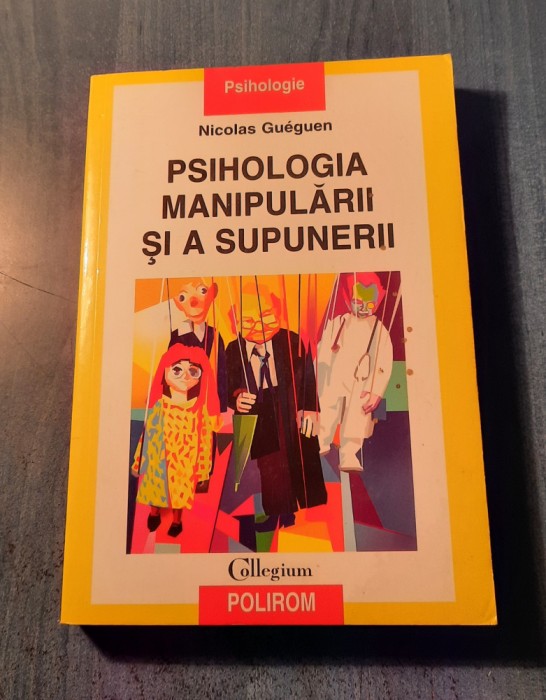 Psihologie
Nicolas Guéguen
PSIHOLOGIA
MANIPULĂRII
ŞI A SUPUNERII
Collegium
POLIROM